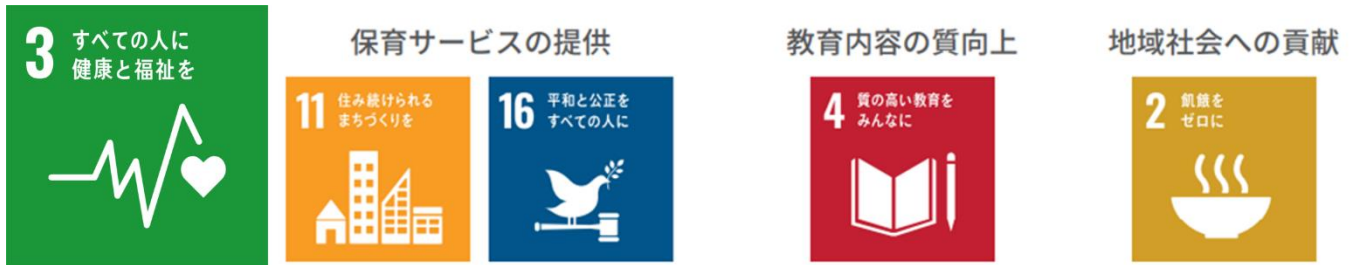 3 すべての人に
健康と福祉を
保育サービスの提供
11 住み続けられる
まちづくりを
16 平和と公正を
すべての人に
教育内容の質向上
4 質の高い教育を
みんなに
地域社会への貢献
2 飢餓を
ゼロに